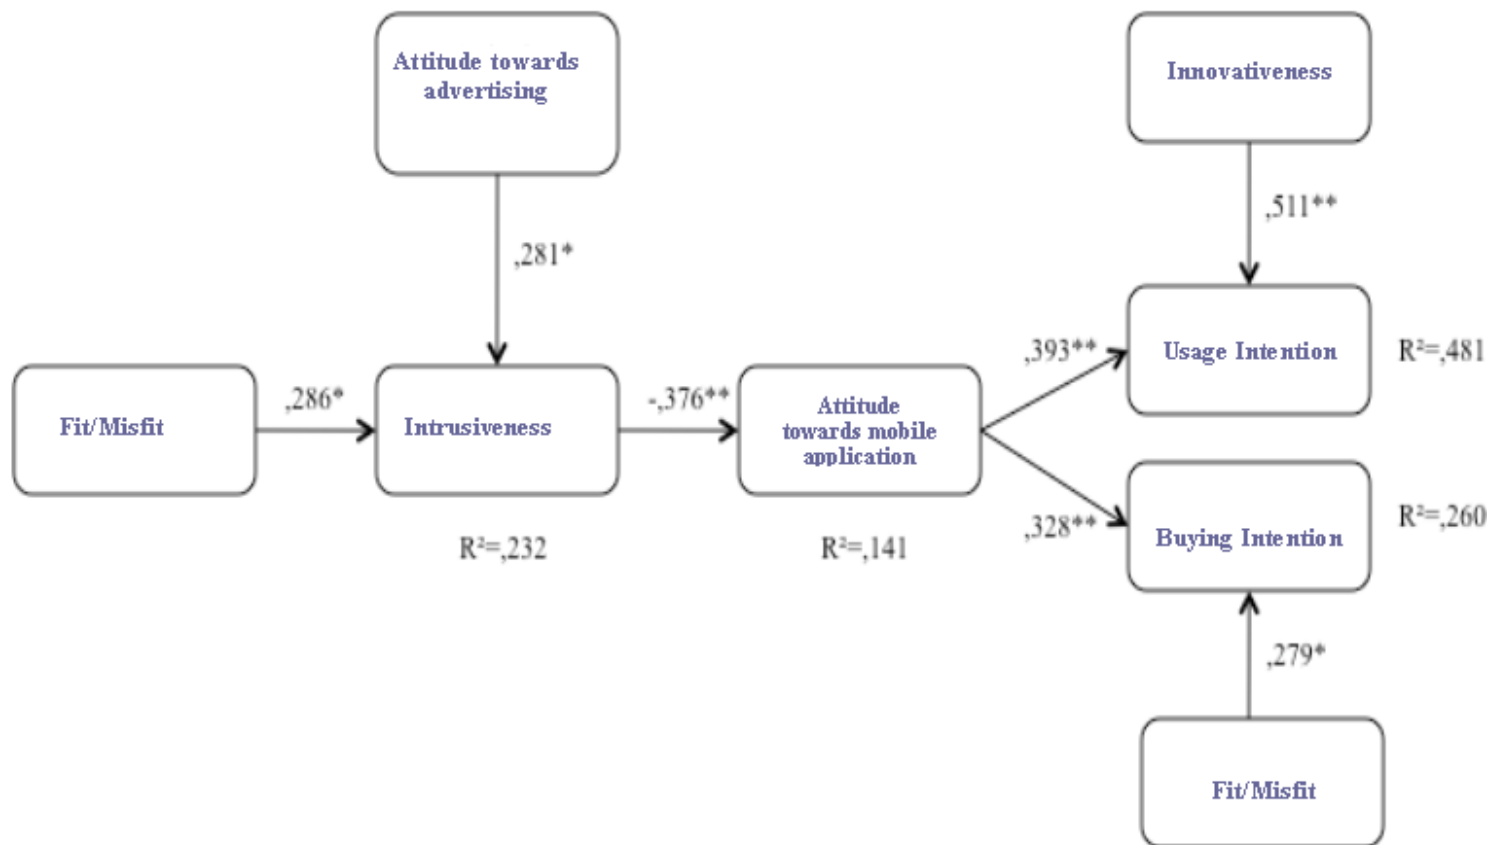 Attitude towards
advertising
Innovativeness
,511**
,281*
,393**
Usage Intention
R²=,481
Fit/Misfit
,286*
Intrusiveness
-,376**
Attitude
towards mobile
application
,328**
Buying Intention
R²=,260
R²=,232
R²=,141
,279*
Fit/Misfit